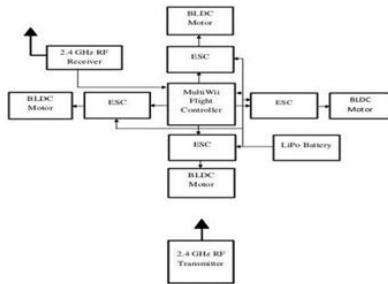 BLDC
Motor
2.4 GHz RF
Receiver
ESC
BLDC
Motor
ESC
MultiWii
Flight
Controller
ESC
BLDC
Motor
ESC
LiPo Battery
BLDC
Motor
2.4 GHz RF
Transmitter